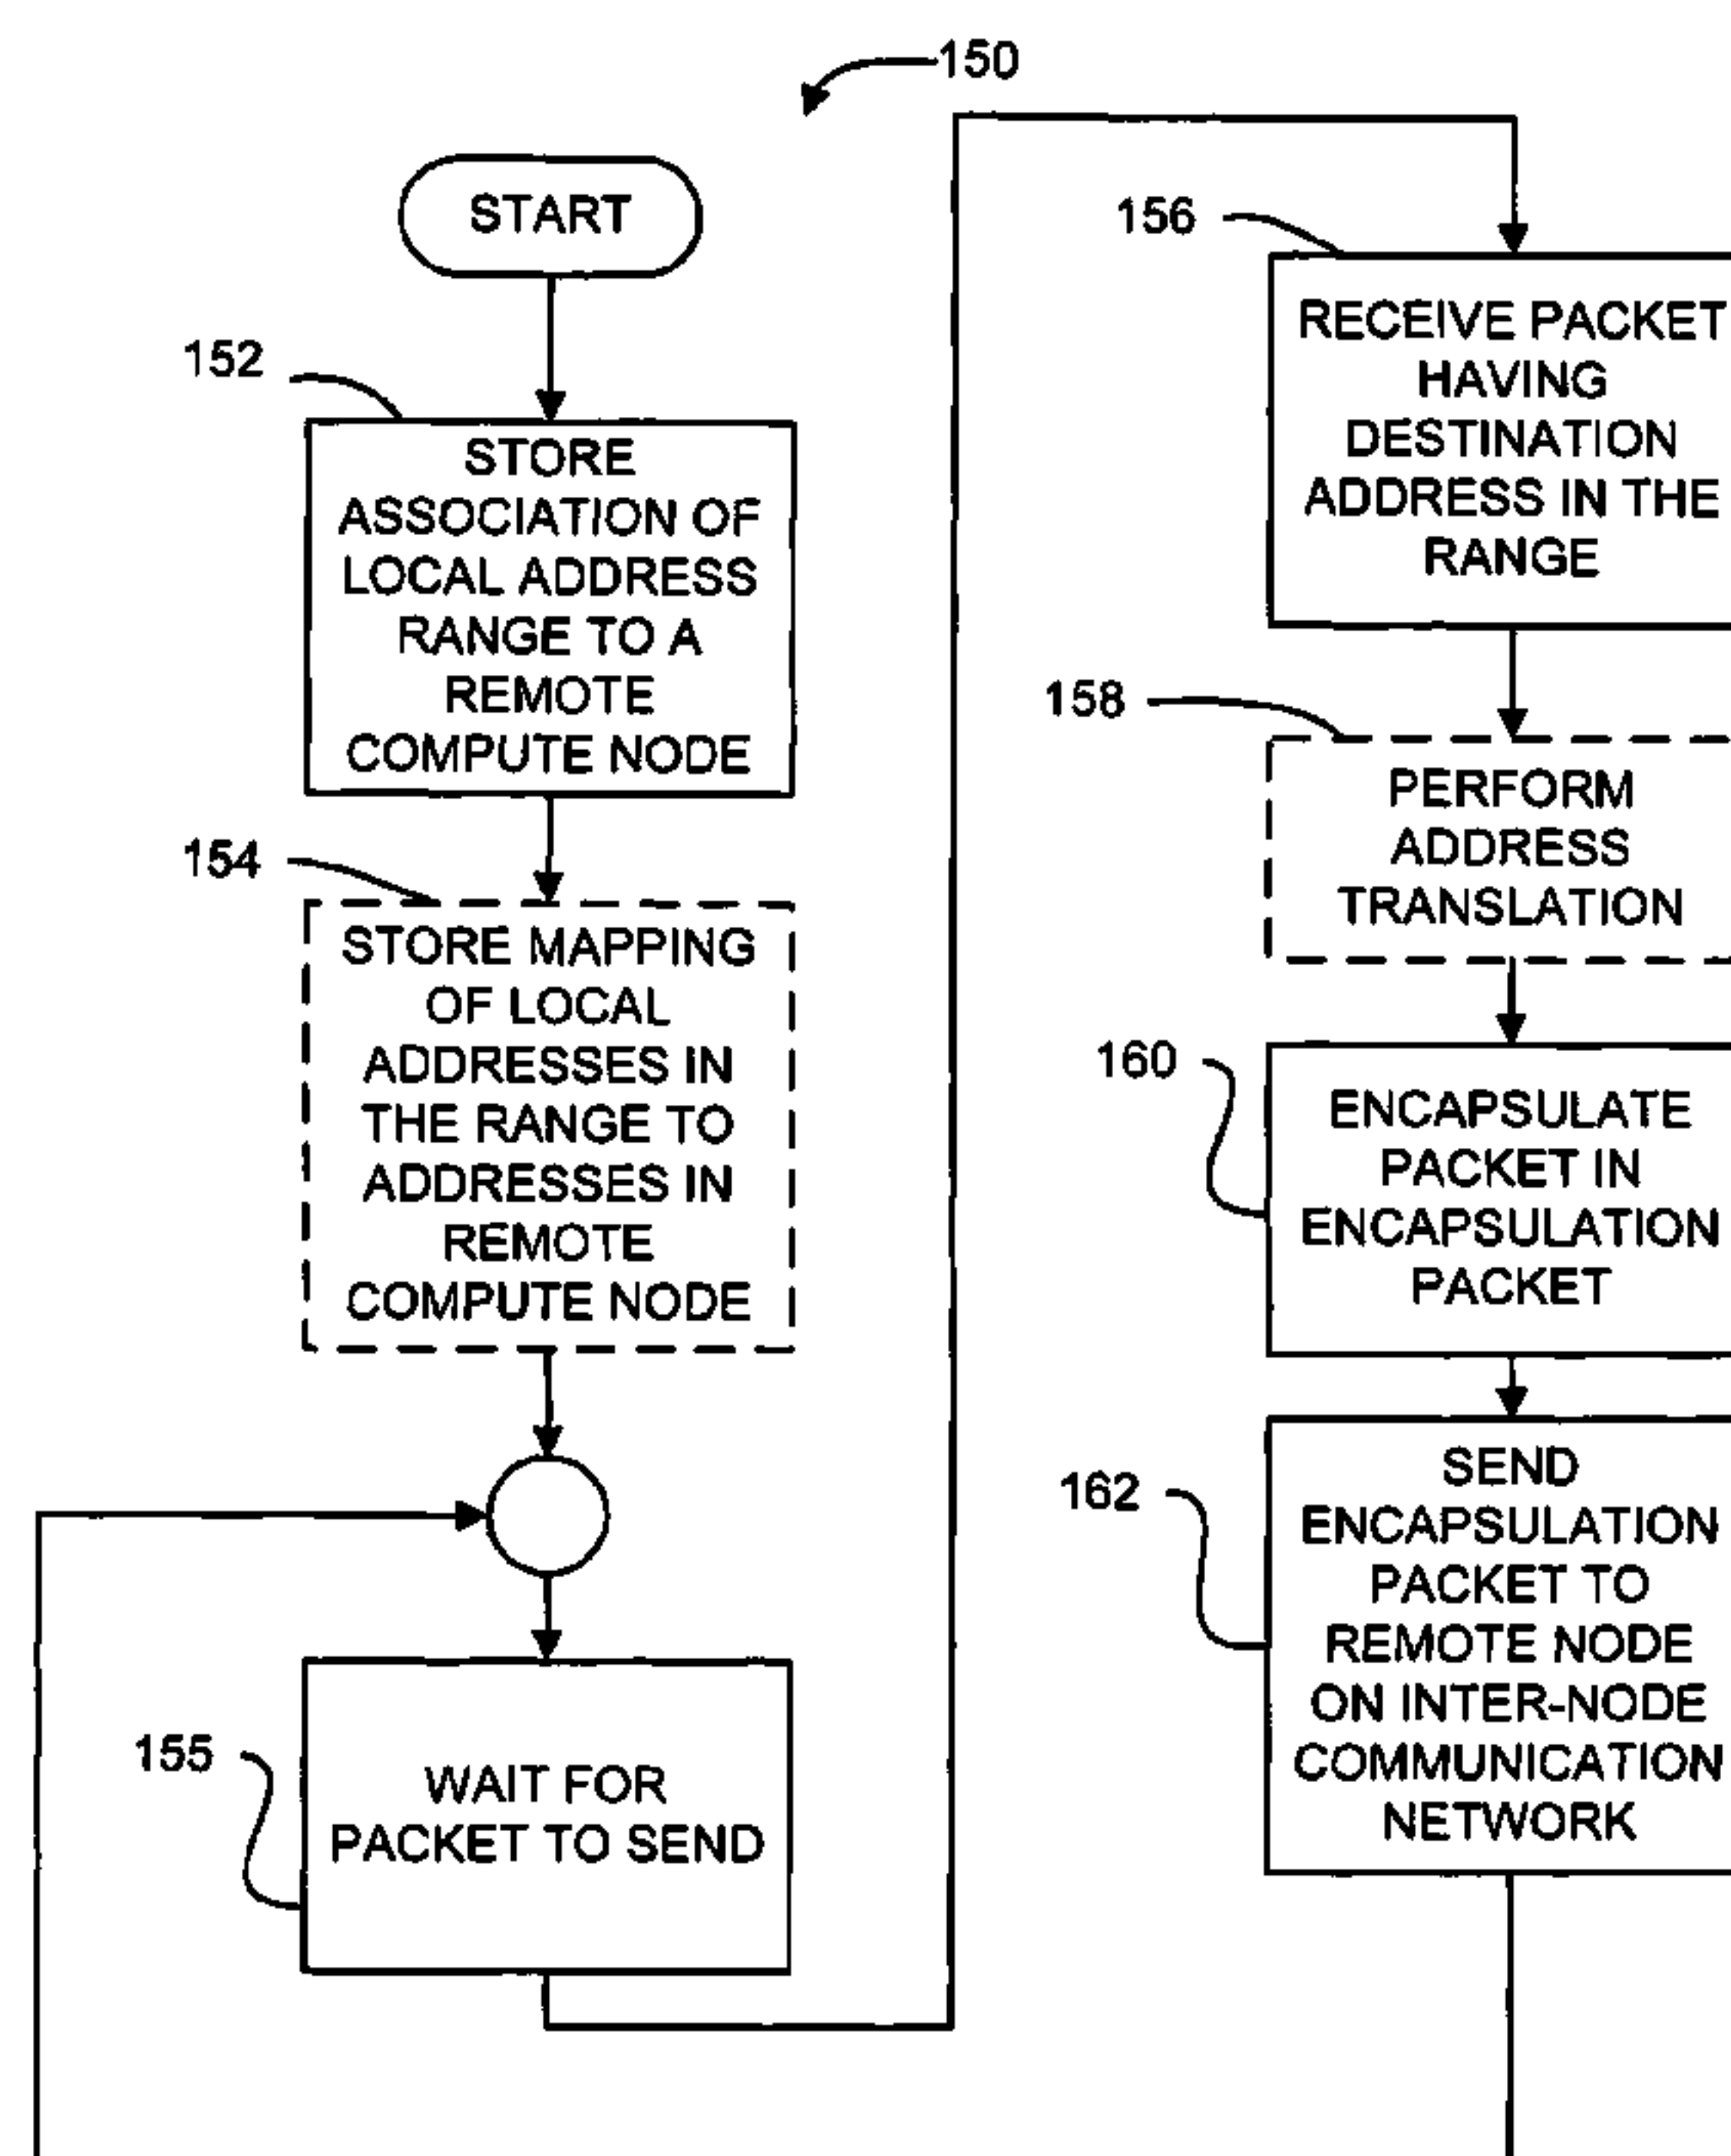 150
START
152
STORE
ASSOCIATION OF
LOCAL ADDRESS
RANGE TO A
REMOTE
COMPUTE NODE
154
STORE MAPPING
OF LOCAL
ADDRESSES IN
THE RANGE TO
ADDRESSES IN
REMOTE
COMPUTE NODE
155
WAIT FOR
PACKET TO SEND
156
RECEIVE PACKET
HAVING
DESTINATION
ADDRESS IN THE
RANGE
158
PERFORM
ADDRESS
TRANSLATION
160
ENCAPSULATE
PACKET IN
ENCAPSULATION
PACKET
162
SEND
ENCAPSULATION
PACKET TO
REMOTE NODE
ON INTER-NODE
COMMUNICATION
NETWORK